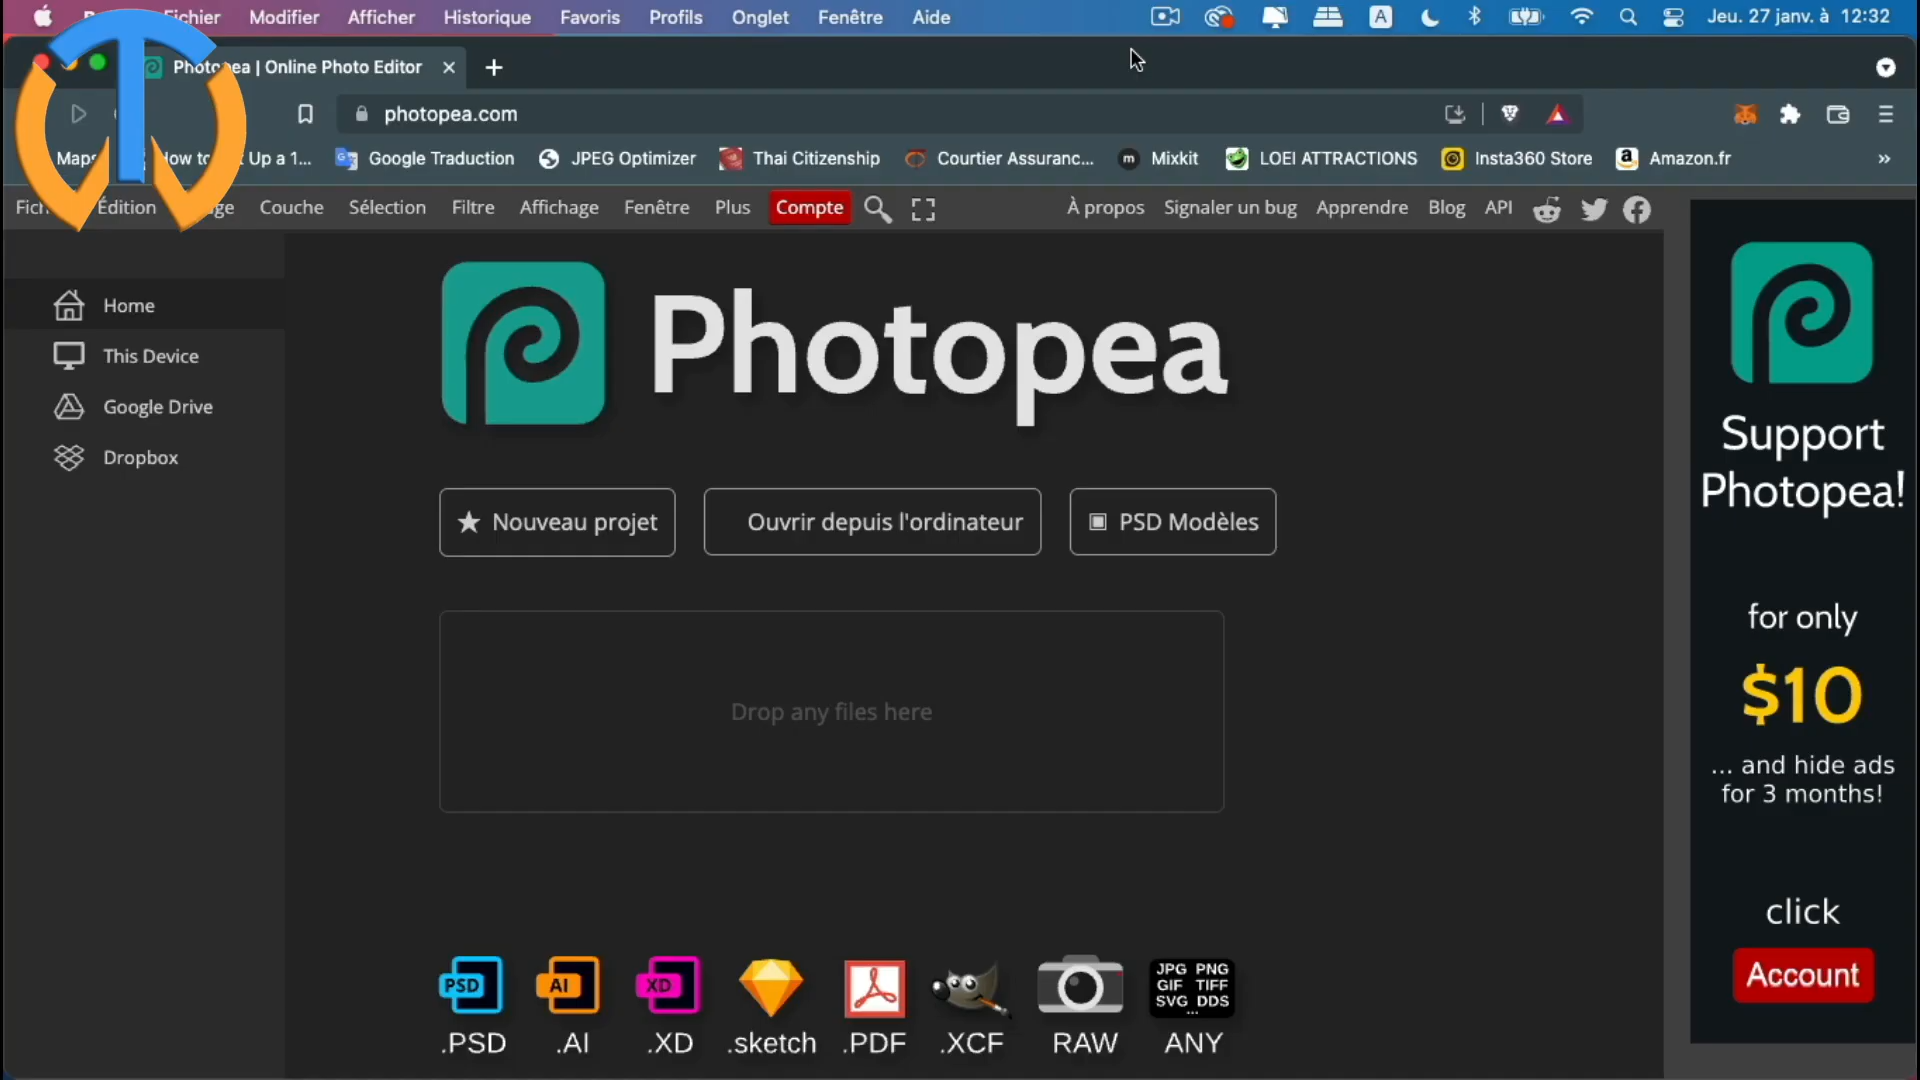 Fichier Modifier Afficher Historique Favoris Profils Onglet Fenêtre Aide A Jeu. 27 janv. à 12:32
Photopea | Online Photo Editor
photopea.com
Maps Up a 1... Google Traduction JPEG Optimizer Thai Citizenship Courtier Assuranc... m Mixkit LOEI ATTRACTIONS Insta360 Store Amazon.fr »
Édition Couche Sélection Filtre Affichage Fenêtre Plus Compte À propos Signaler un bug Apprendre Blog API
Home
This Device
Google Drive
Dropbox
Photopea
Nouveau projet Ouvrir depuis l'ordinateur PSD Modèles
Drop any files here
PSD AI XD JPG PNG
GIF TIFF
SVG DDS
...
.PSD .AI .XD .sketch .PDF .XCF RAW ANY
Support
Photopea!
for only
$10
... and hide ads
for 3 months!
click
Account